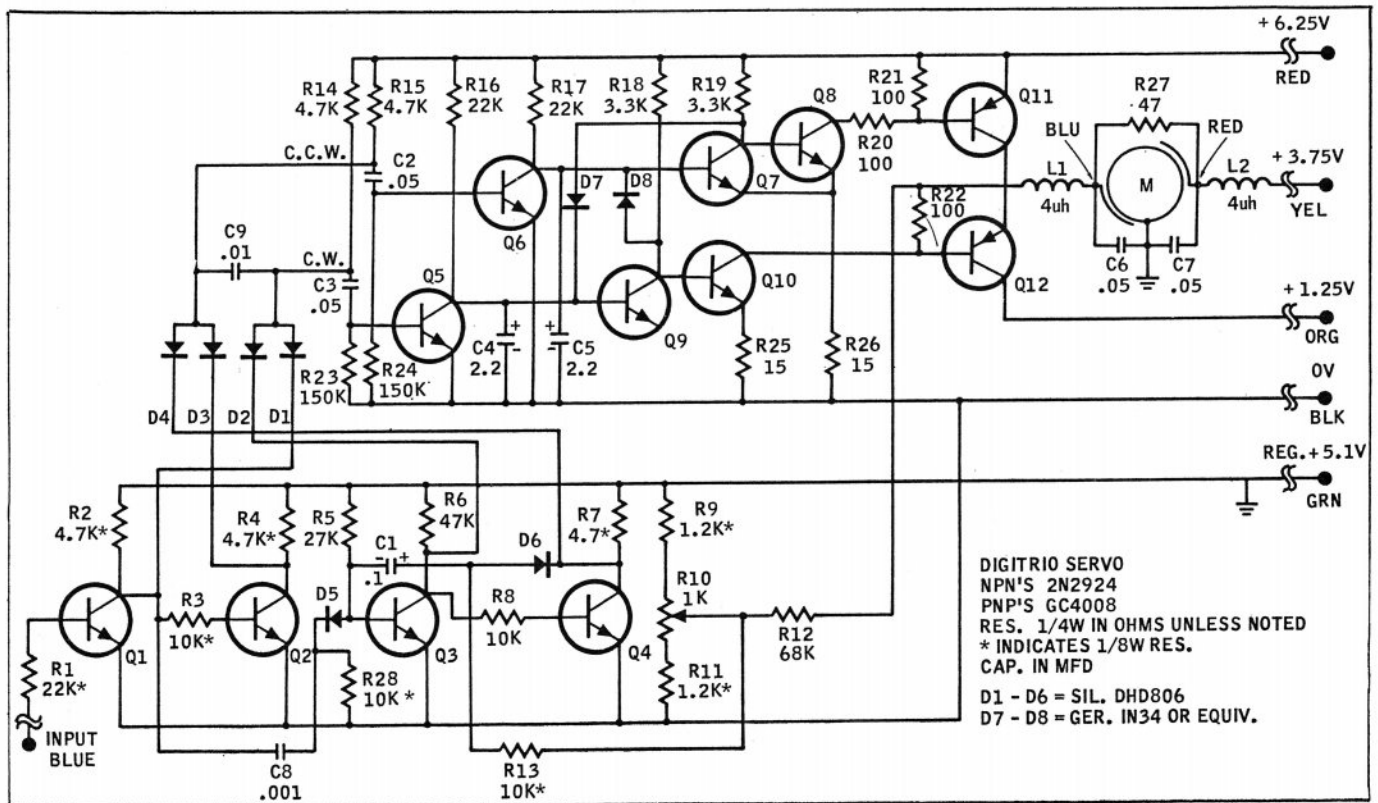 + 6.25V
RED
R14
4.7K
R15
4.7K
R16
22K
R17
22K
R18
3.3K
R19
3.3K
Q8
R21
100
R20
100
Q11
R27
47
BLU
RED
+ 3.75V
L1
4uh
M
L2
4uh
YEL
C.C.W.
C2
.05
D7
D8
Q7
R22
100
Q6
C9
.01
C.W.
C3
.05
Q5
Q10
Q12
C6
.05
C7
.05
+ 1.25V
ORG
Q9
C4
2.2
+
-
C5
2.2
+
-
R25
15
R26
15
R23
150K
R24
150K
0V
BLK
D4
D3
D2
D1
REG.+ 5.1V
GRN
R2
4.7K*
R4
4.7K*
R5
27K
R6
47K
C1
.1
- +
D6
R7
4.7*
R9
1.2K*
D5
R3
10K*
R8
10K
R10
1K
R12
68K
Q1
Q2
Q3
Q4
R1
22K*
R28
10K *
R11
1.2K*
INPUT
BLUE
C8
.001
R13
10K*
DIGITRIO SERVO
NPN'S 2N2924
PNP'S GC4008
RES. 1/4W IN OHMS UNLESS NOTED
* INDICATES 1/8W RES.
CAP. IN MFD
D1 - D6 = SIL. DHD806
D7 - D8 = GER. IN34 OR EQUIV.